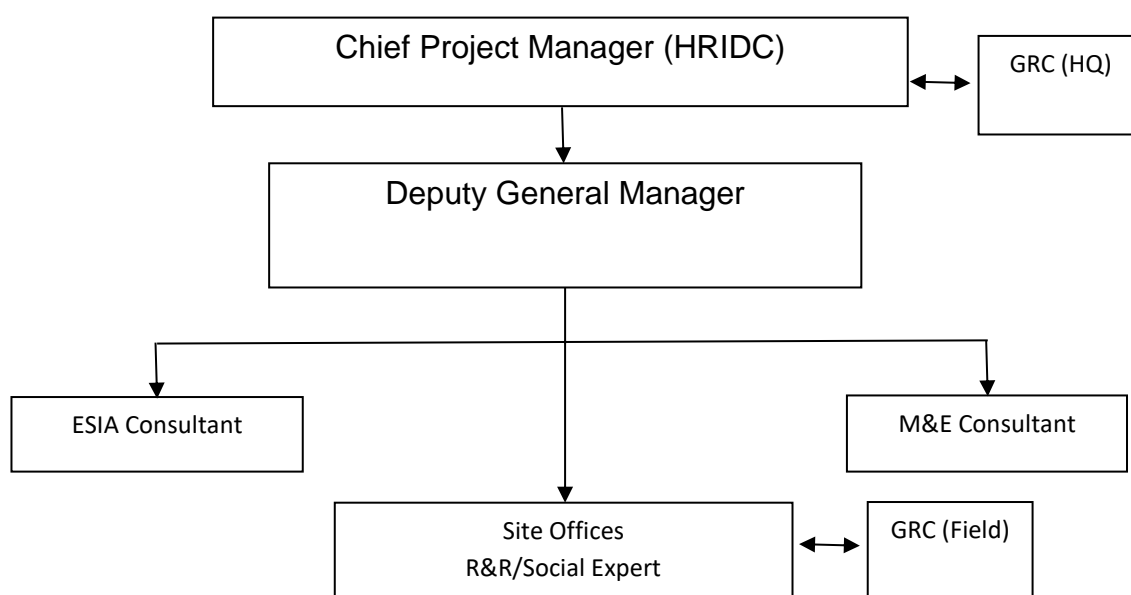 Chief Project Manager (HRIDC)
GRC (HQ)
Deputy General Manager
ESIA Consultant
M&E Consultant
Site Offices
R&R/Social Expert
GRC (Field)